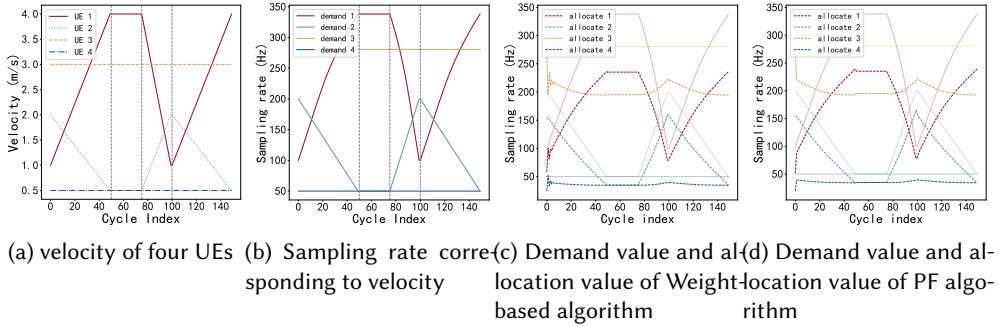 4.0
3.0
2.0
1.0
0.5
Velocity (m/s)
UE 1
UE 2
UE 3
UE 4
0 20 40 60 80 100 120 140
Cycle Index
350
300
250
200
150
100
50
Sampling rate (Hz)
demand 1
demand 2
demand 3
demand 4
0 20 40 60 80 100 120 140
Cycle Index
350
300
250
200
150
100
50
Sampling rate (Hz)
allocate 1
allocate 2
allocate 3
allocate 4
0 20 40 60 80 100 120 140
Cycle index
350
300
250
200
150
100
50
Sampling rate (Hz)
allocate 1
allocate 2
allocate 3
allocate 4
0 20 40 60 80 100 120 140
Cycle index
(a) velocity of four UEs
(b) Sampling rate corre-
sponding to velocity
(c) Demand value and al-
location value of Weight-
based algorithm
(d) Demand value and al-
location value of PF algo-
rithm